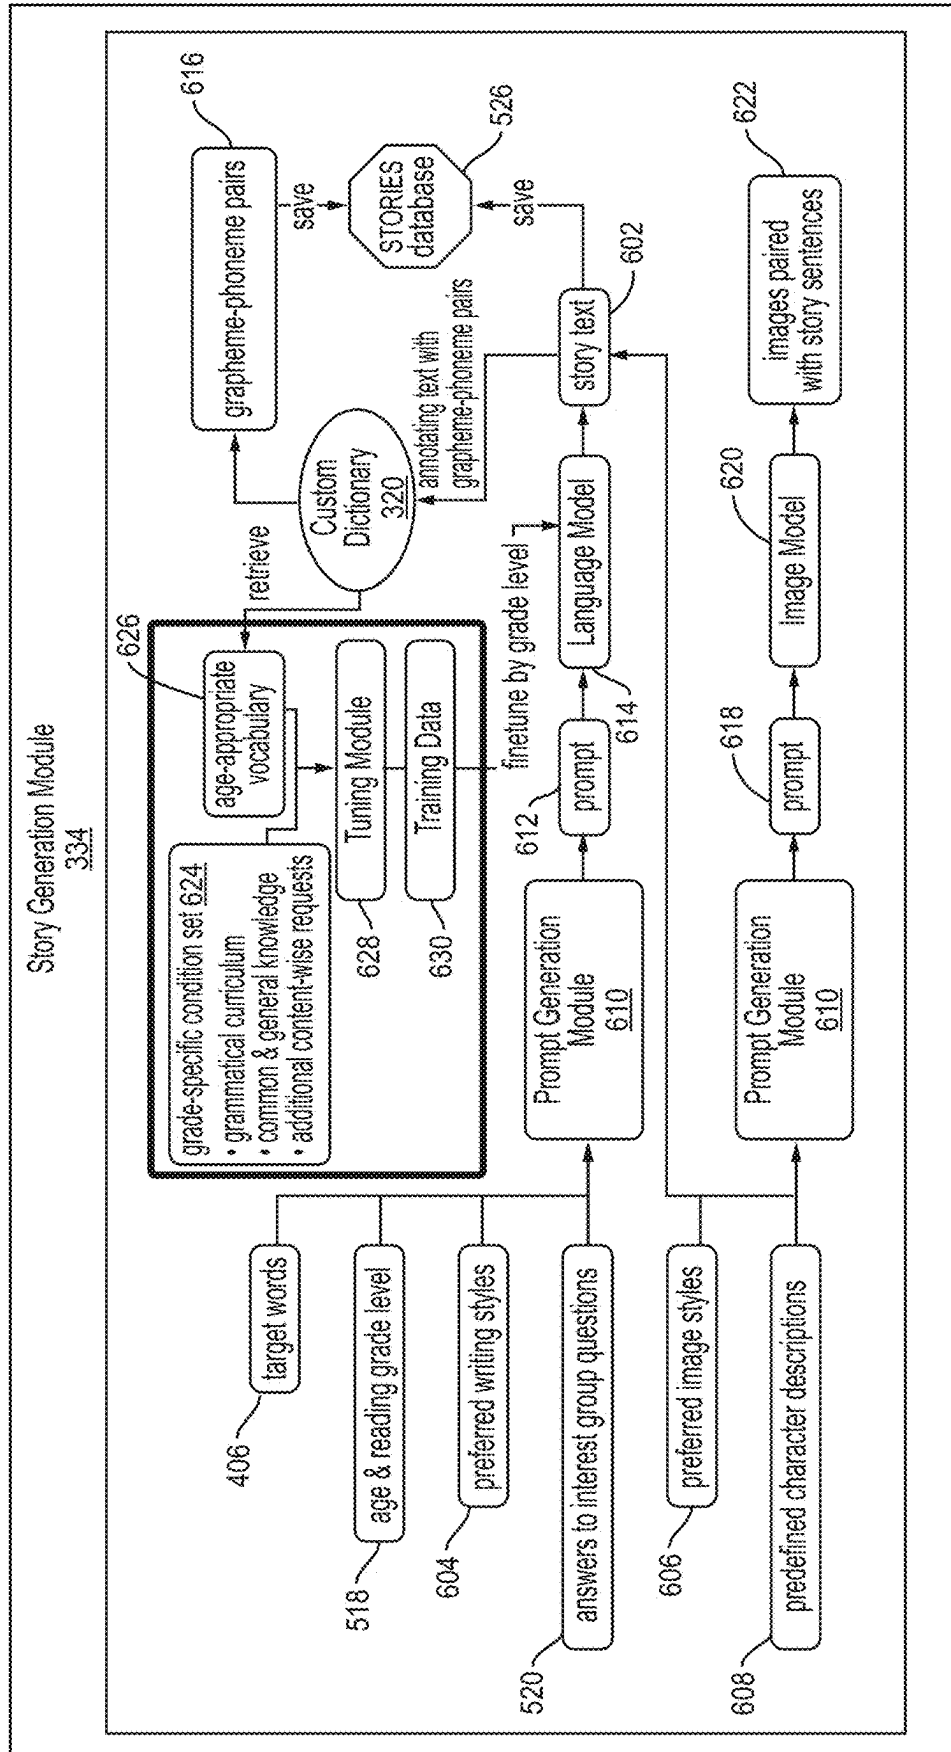 Story Generation Module
334
406
target words
518
age & reading grade level
604
preferred writing styles
520
answers to interest group questions
606
preferred image styles
608
predefined character descriptions
grade-specific condition set 624
• grammatical curriculum
• common & general knowledge
• additional content-wise requests
626
age-appropriate
vocabulary
retrieve
628
Tuning Module
630
Training Data
finetune by grade level
Custom
Dictionary
320
616
grapheme-phoneme pairs
save
STORIES
database
526
save
annotating text with
grapheme-phoneme pairs
Prompt Generation
Module
610
612
prompt
614
Language Model
story text
602
Prompt Generation
Module
610
618
prompt
620
Image Model
622
images paired
with story sentences